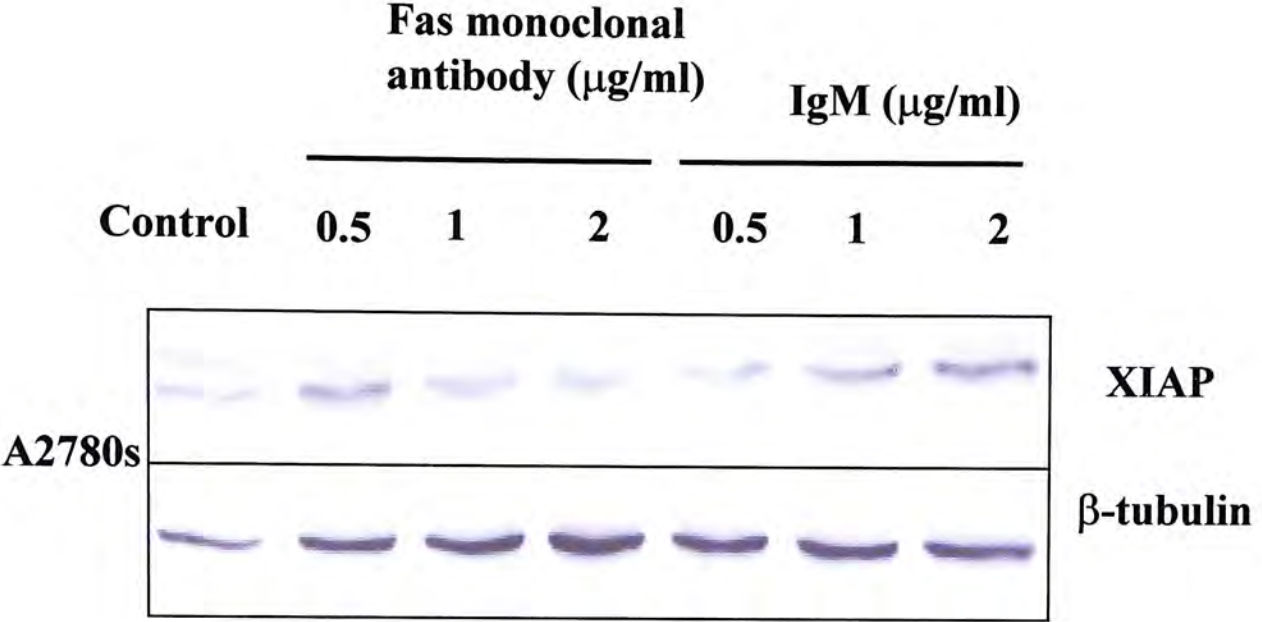 Fas monoclonal
antibody (μg/ml)
IgM (μg/ml)
Control 0.5 1 2 0.5 1 2
XIAP
A2780s
β-tubulin